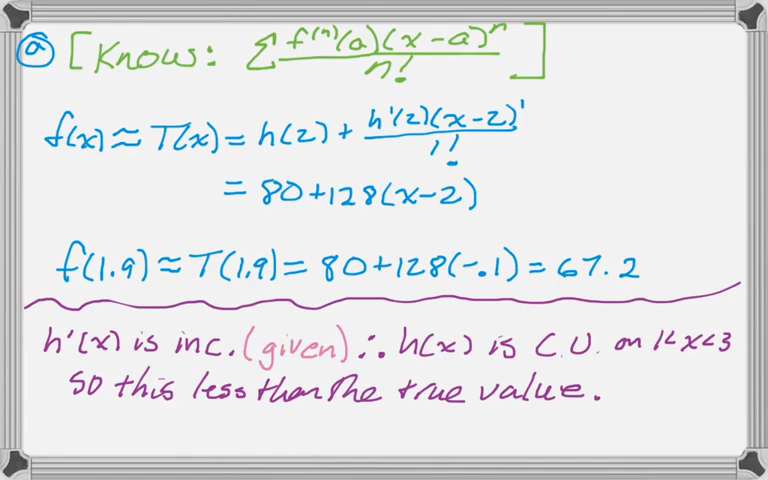 ⓐ [Know: Σ f⁽ⁿ⁾(a)(x-a)ⁿ / n! ]
f(x) ≈ T(x) = h(2) + h'(2)(x-2)' / 1!
= 80+128(x-2)
f(1.9) ≈ T(1.9) = 80+128(-.1) = 67.2
h'(x) is inc. (given) ∴ h(x) is C.U. on 1<x<3
so this less than the true value.